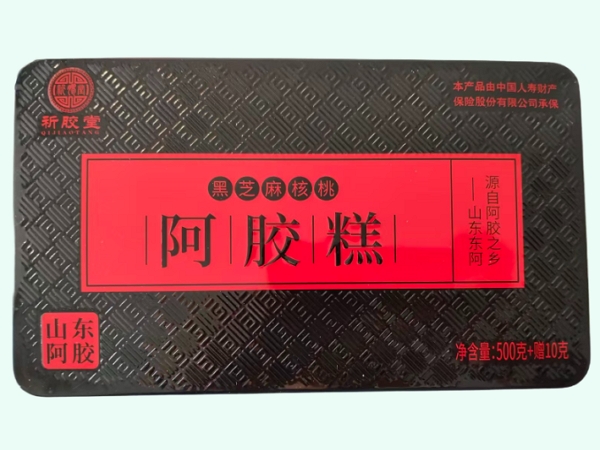 祈胶堂
QIJIAOTANG
本产品由中国人寿财产
保险股份有限公司承保
黑芝麻核桃
阿胶糕
源自阿胶之乡
——山东东阿
山东
阿胶
净含量:500克+赠10克